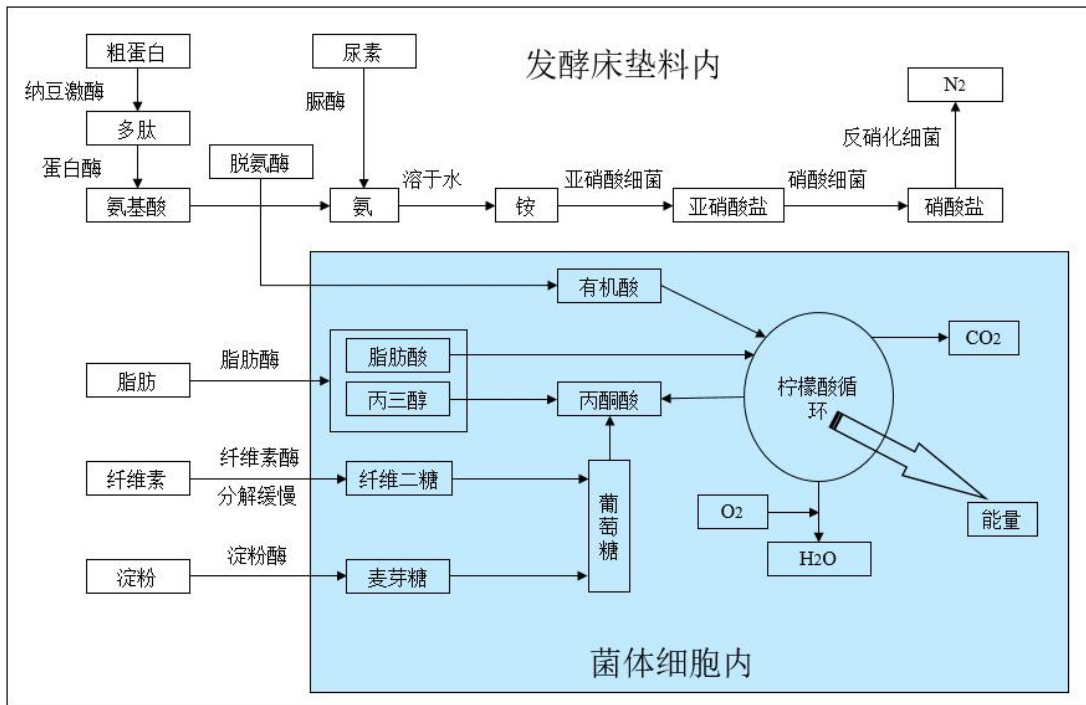 粗蛋白
尿素
发酵床垫料内
纳豆激酶
脲酶
N2
多肽
反硝化细菌
蛋白酶
脱氨酶
溶于水
亚硝酸细菌
硝酸细菌
氨基酸
氨
铵
亚硝酸盐
硝酸盐
有机酸
脂肪酶
脂肪酸
CO2
脂肪
丙三醇
丙酮酸
柠檬酸循
环
纤维素酶
纤维素
纤维二糖
分解缓慢
葡萄糖
O2
能量
淀粉酶
H2O
淀粉
麦芽糖
菌体细胞内